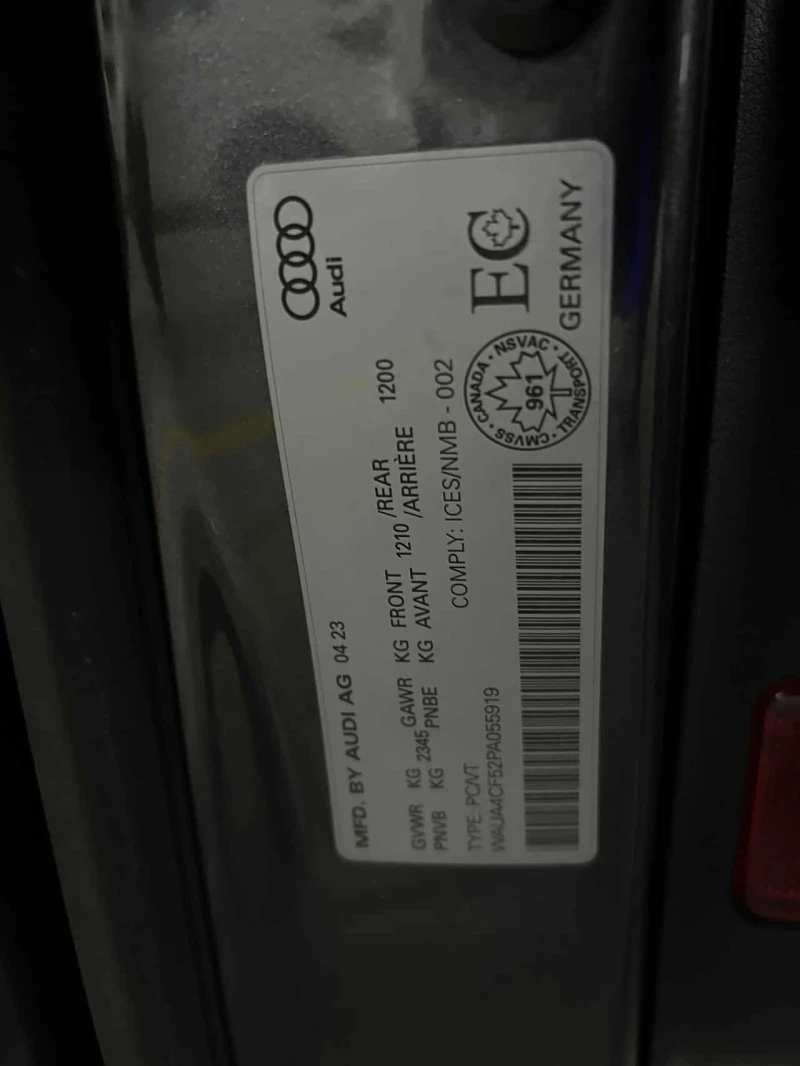 Audi
MFD. BY AUDI AG 04 23
GVWR KG 2345 GAWR KG FRONT 1210 /REAR 1200
PNVB KG PNBE KG AVANT /ARRIÈRE
COMPLY: ICES/NMB - 002
TYPE: PC/VT
WAUA4CF52PA055919
CANADA · NSVAC · TRANSPORT · CMVSS ·
961
EC
GERMANY